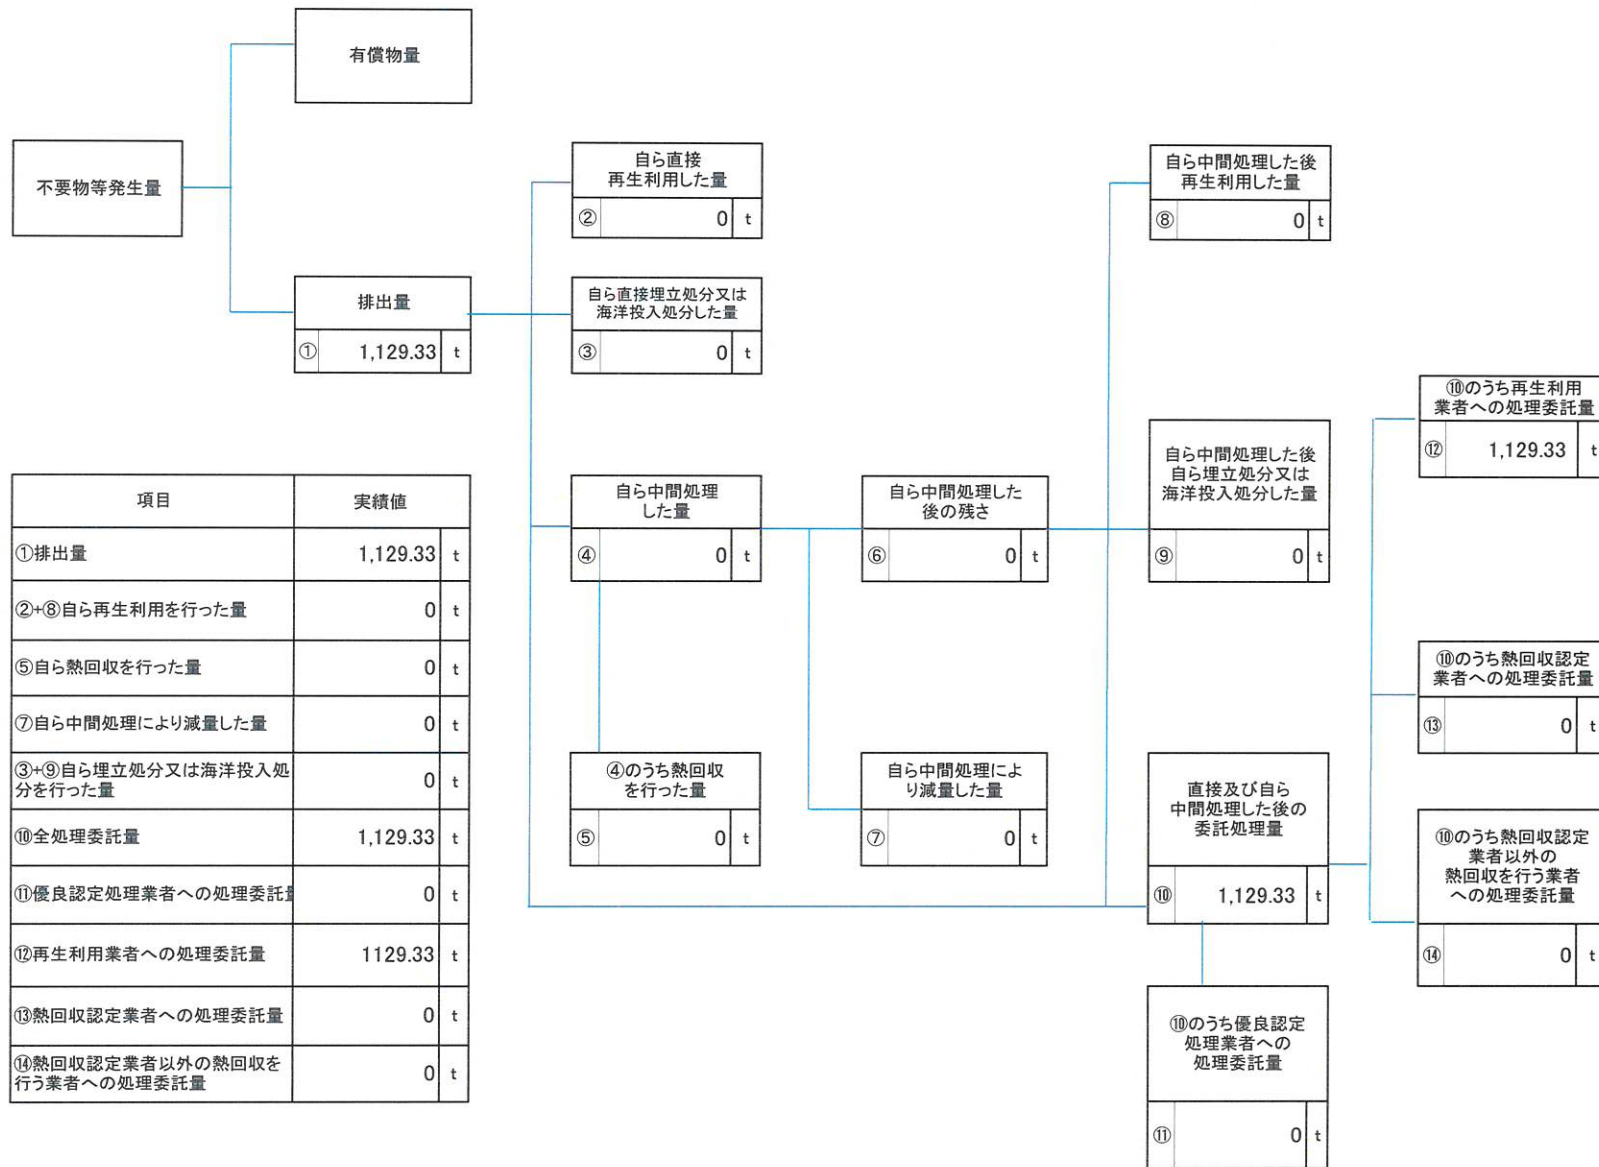 有償物量
不要物等発生量
排出量
① 1,129.33 t
自ら直接
再生利用した量
② 0 t
自ら直接埋立処分又は
海洋投入処分した量
③ 0 t
自ら中間処理
した量
④ 0 t
④のうち熱回収
を行った量
⑤ 0 t
自ら中間処理した
後の残さ
⑥ 0 t
自ら中間処理によ
り減量した量
⑦ 0 t
自ら中間処理した後
再生利用した量
⑧ 0 t
自ら中間処理した後
自ら埋立処分又は
海洋投入処分した量
⑨ 0 t
直接及び自ら
中間処理した後の
委託処理量
⑩ 1,129.33 t
⑩のうち優良認定
処理業者への
処理委託量
⑪ 0 t
⑩のうち再生利用
業者への処理委託量
⑫ 1,129.33 t
⑩のうち熱回収認定
業者への処理委託量
⑬ 0 t
⑩のうち熱回収認定
業者以外の
熱回収を行う業者
への処理委託量
⑭ 0 t
項目 実績値
①排出量 1,129.33 t
②+⑧自ら再生利用を行った量 0 t
⑤自ら熱回収を行った量 0 t
⑦自ら中間処理により減量した量 0 t
③+⑨自ら埋立処分又は海洋投入処
分を行った量 0 t
⑩全処理委託量 1,129.33 t
⑪優良認定処理業者への処理委託量 0 t
⑫再生利用業者への処理委託量 1129.33 t
⑬熱回収認定業者への処理委託量 0 t
⑭熱回収認定業者以外の熱回収を
行う業者への処理委託量 0 t